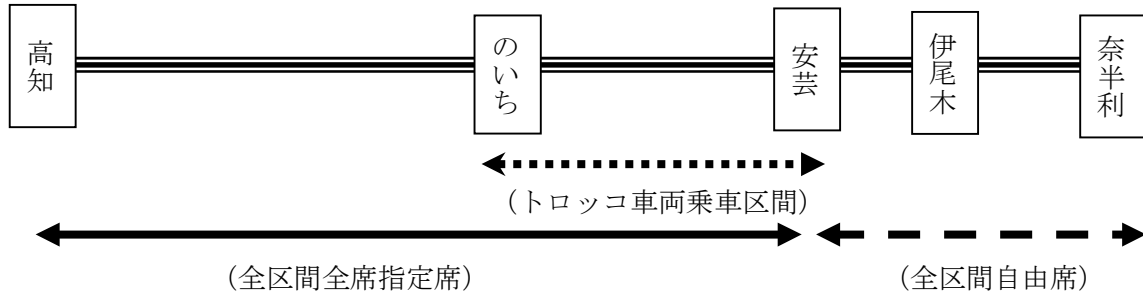 高知
のいち
安芸
伊尾木
奈半利
（トロッコ車両乗車区間）
（全区間全席指定席）
（全区間自由席）